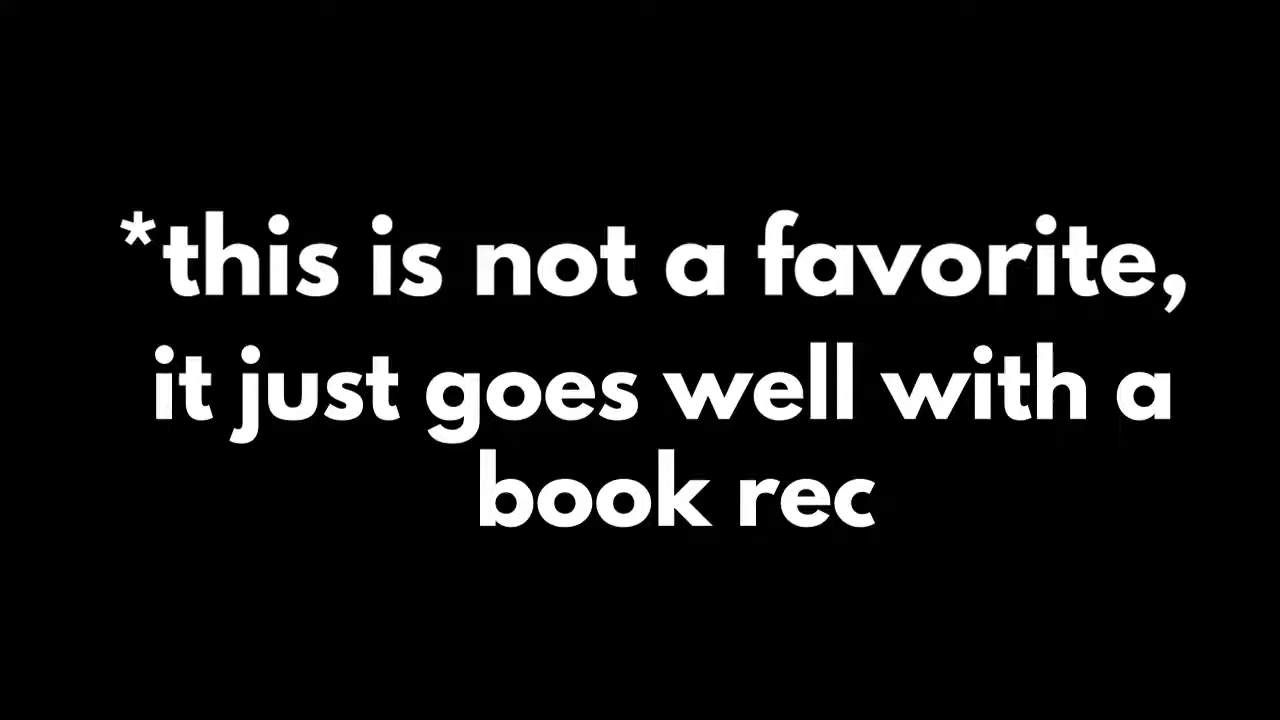 *this is not a favorite,
it just goes well with a
book rec